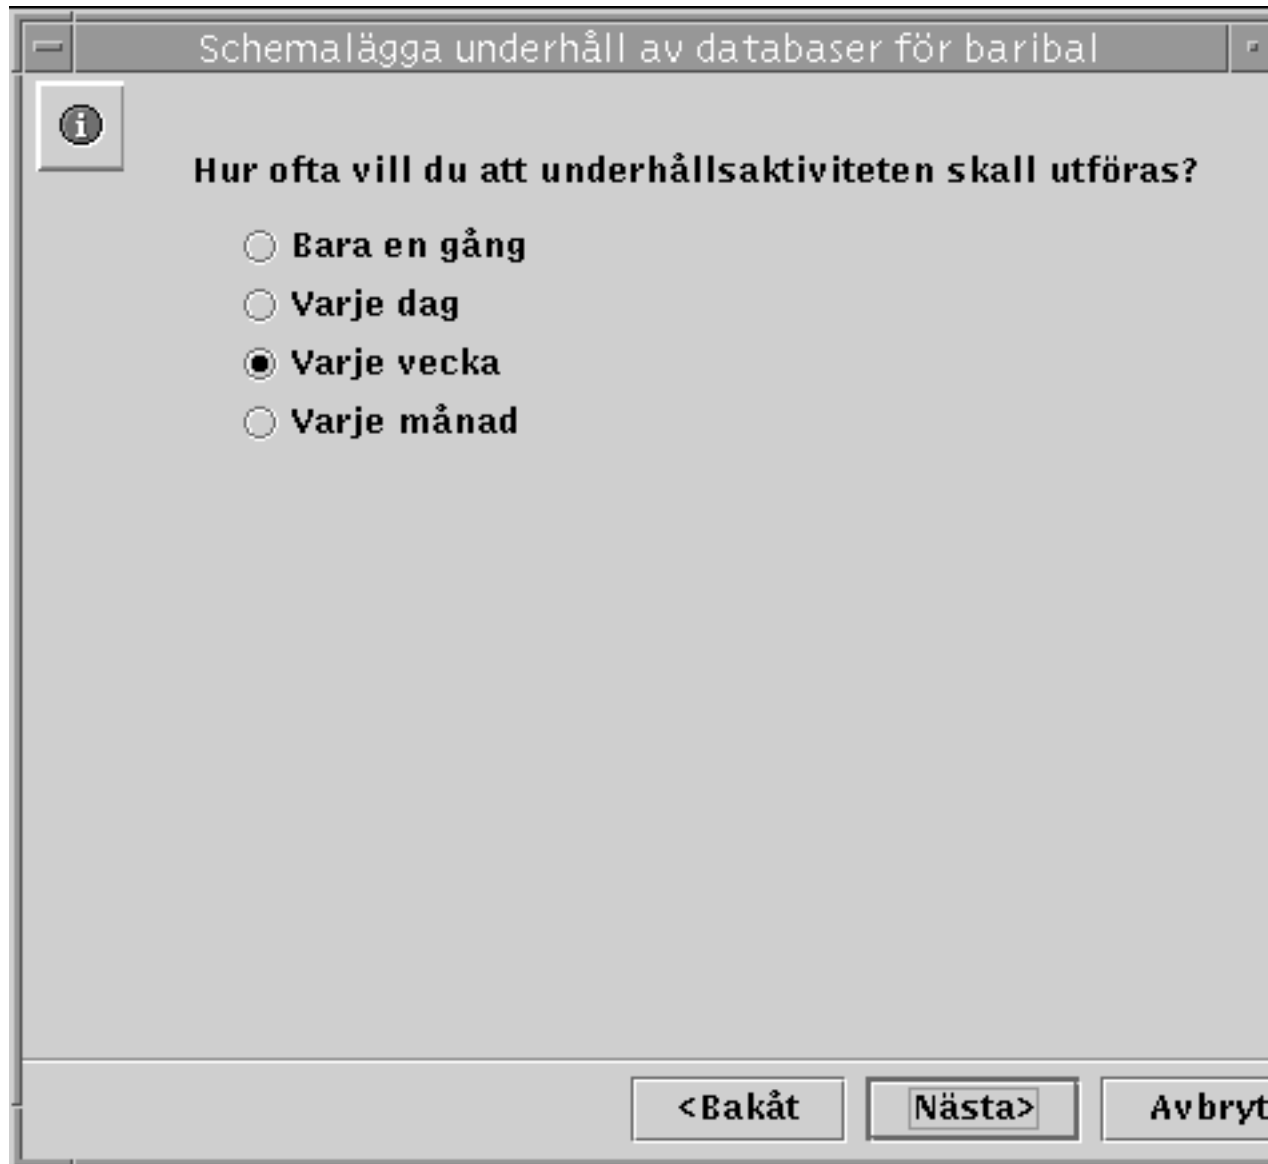 Schemalägga underhåll av databaser för baribal
Hur ofta vill du att underhållsaktiviteten skall utföras?
Bara en gång
Varje dag
Varje vecka
Varje månad
<Bakåt
Nästa>
Avbryt